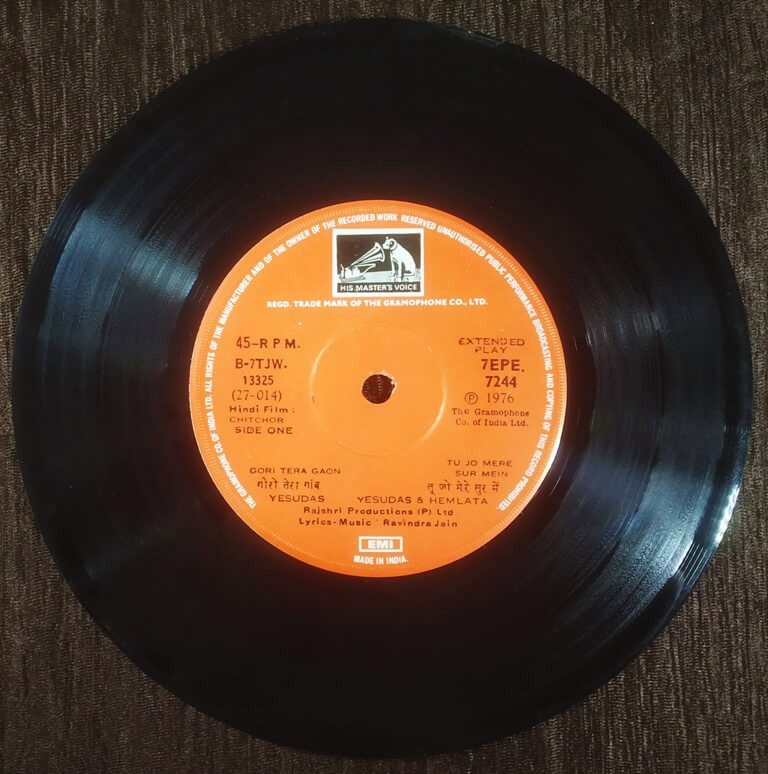 THE GRAMOPHONE CO. OF INDIA LTD. ALL RIGHTS OF THE MANUFACTURER AND OF THE OWNER OF THE RECORDED WORK RESERVED UNAUTHORISED PUBLIC PERFORMANCE BROADCASTING AND COPYING OF THIS RECORD PROHIBITED
HIS MASTER'S VOICE
REGD. TRADE MARK OF THE GRAMOPHONE CO., LTD.
45-RPM.
B-7TJW.
13325
(27-014)
Hindi Film :
CHITCHOR
SIDE ONE
EXTENDED
PLAY
7EPE.
7244
Ⓟ 1976
The Gramophone
Co. of India Ltd.
GORI TERA GAON
गोरी तेरा गांव
YESUDAS
TU JO MERE
SUR MEIN
तू जो मेरे सुर में
YESUDAS & HEMLATA
Rajshri Productions (P) Ltd.
Lyrics-Music : Ravindra Jain
EMI
MADE IN INDIA.